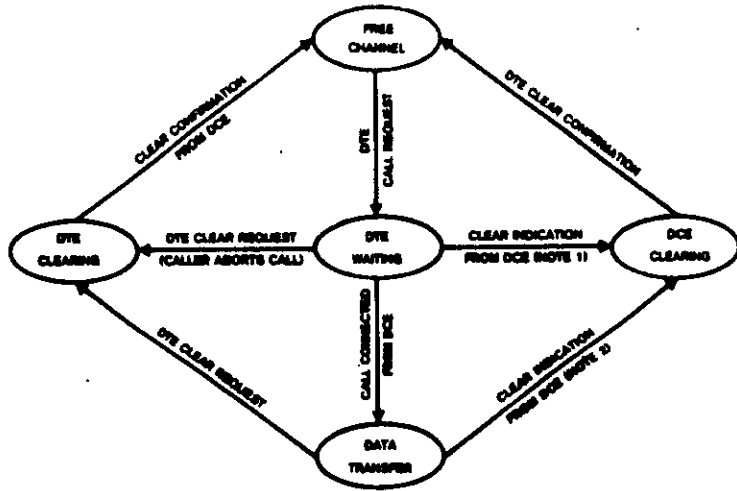 FREE
CHANNEL
CLEAR CONFIRMATION
FROM DCE
DTE
CALL REQUEST
DTE CLEAR CONFIRMATION
DTE
CLEARING
DTE CLEAR REQUEST
(CALLER ABORTS CALL)
DTE
WAITING
CLEAR INDICATION
FROM DCE (NOTE 1)
DCE
CLEARING
DTE CLEAR REQUEST
CALL CONNECTED
FROM DCE
CLEAR INDICATION
FROM DCE (NOTE 2)
DATA
TRANSFER